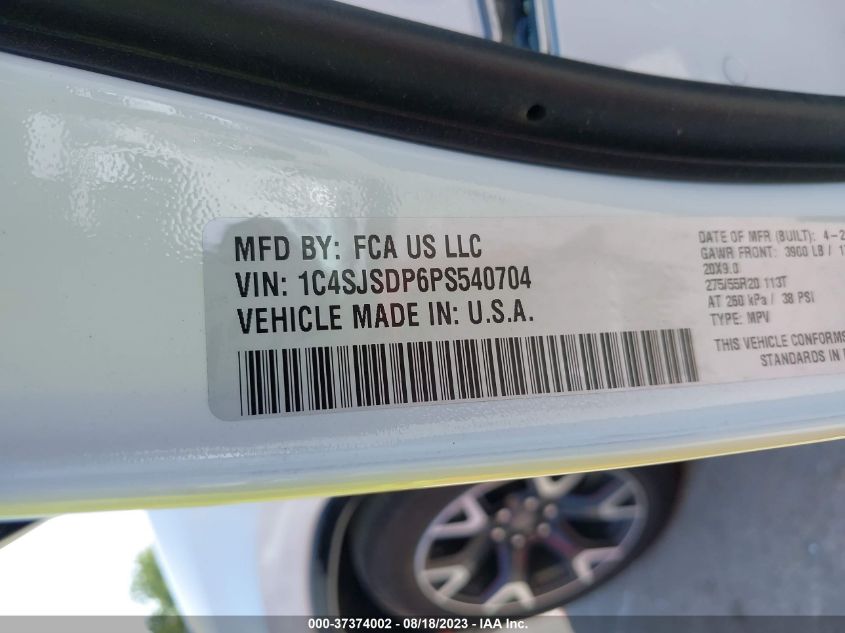 MFD BY: FCA US LLC
VIN: 1C4SJSDP6PS540704
VEHICLE MADE IN: U.S.A.
DATE OF MFR (BUILT): 4-2
GAWR FRONT: 3900 LB / 17
20X9.0
275/55R20 113T
AT 260 kPa / 38 PSI
TYPE: MPV
THIS VEHICLE CONFORMS
STANDARDS IN
000-37374002 - 08/18/2023 - IAA Inc.